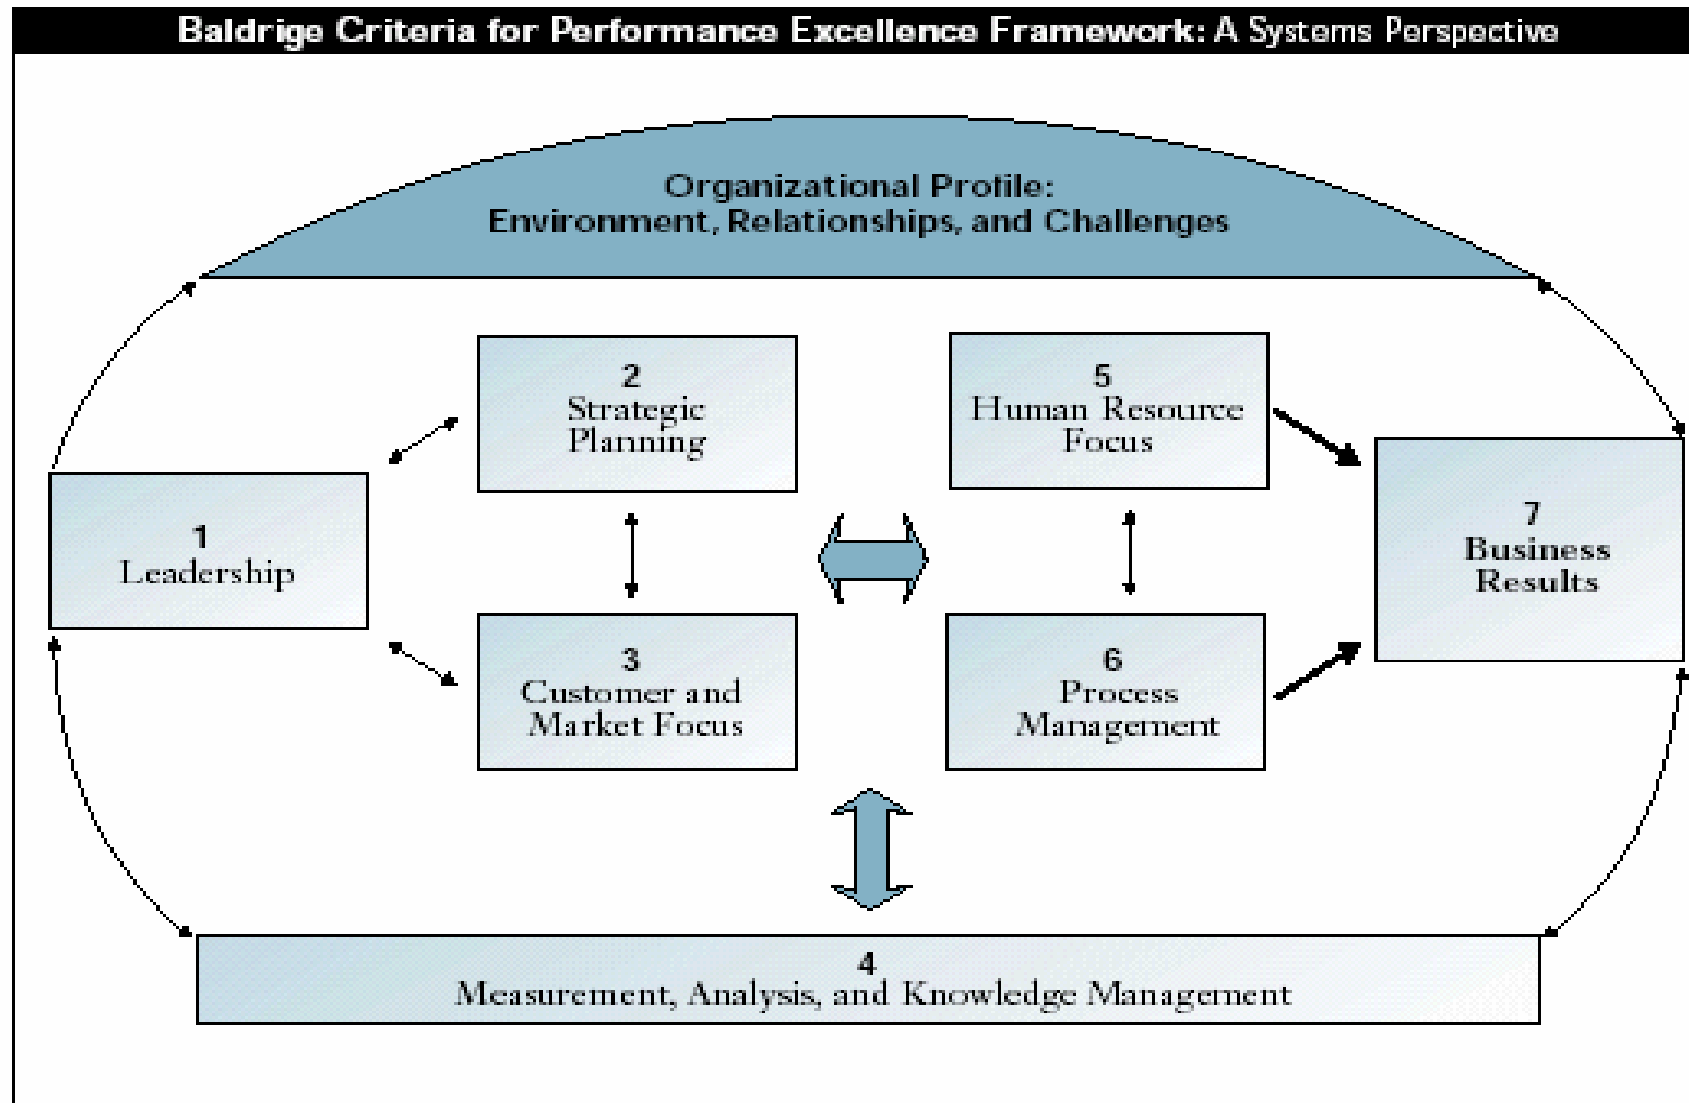 Baldrige Criteria for Performance Excellence Framework: A Systems Perspective
Organizational Profile:
Environment, Relationships, and Challenges
2
Strategic
Planning
5
Human Resource
Focus
1
Leadership
7
Business
Results
3
Customer and
Market Focus
6
Process
Management
4
Measurement, Analysis, and Knowledge Management